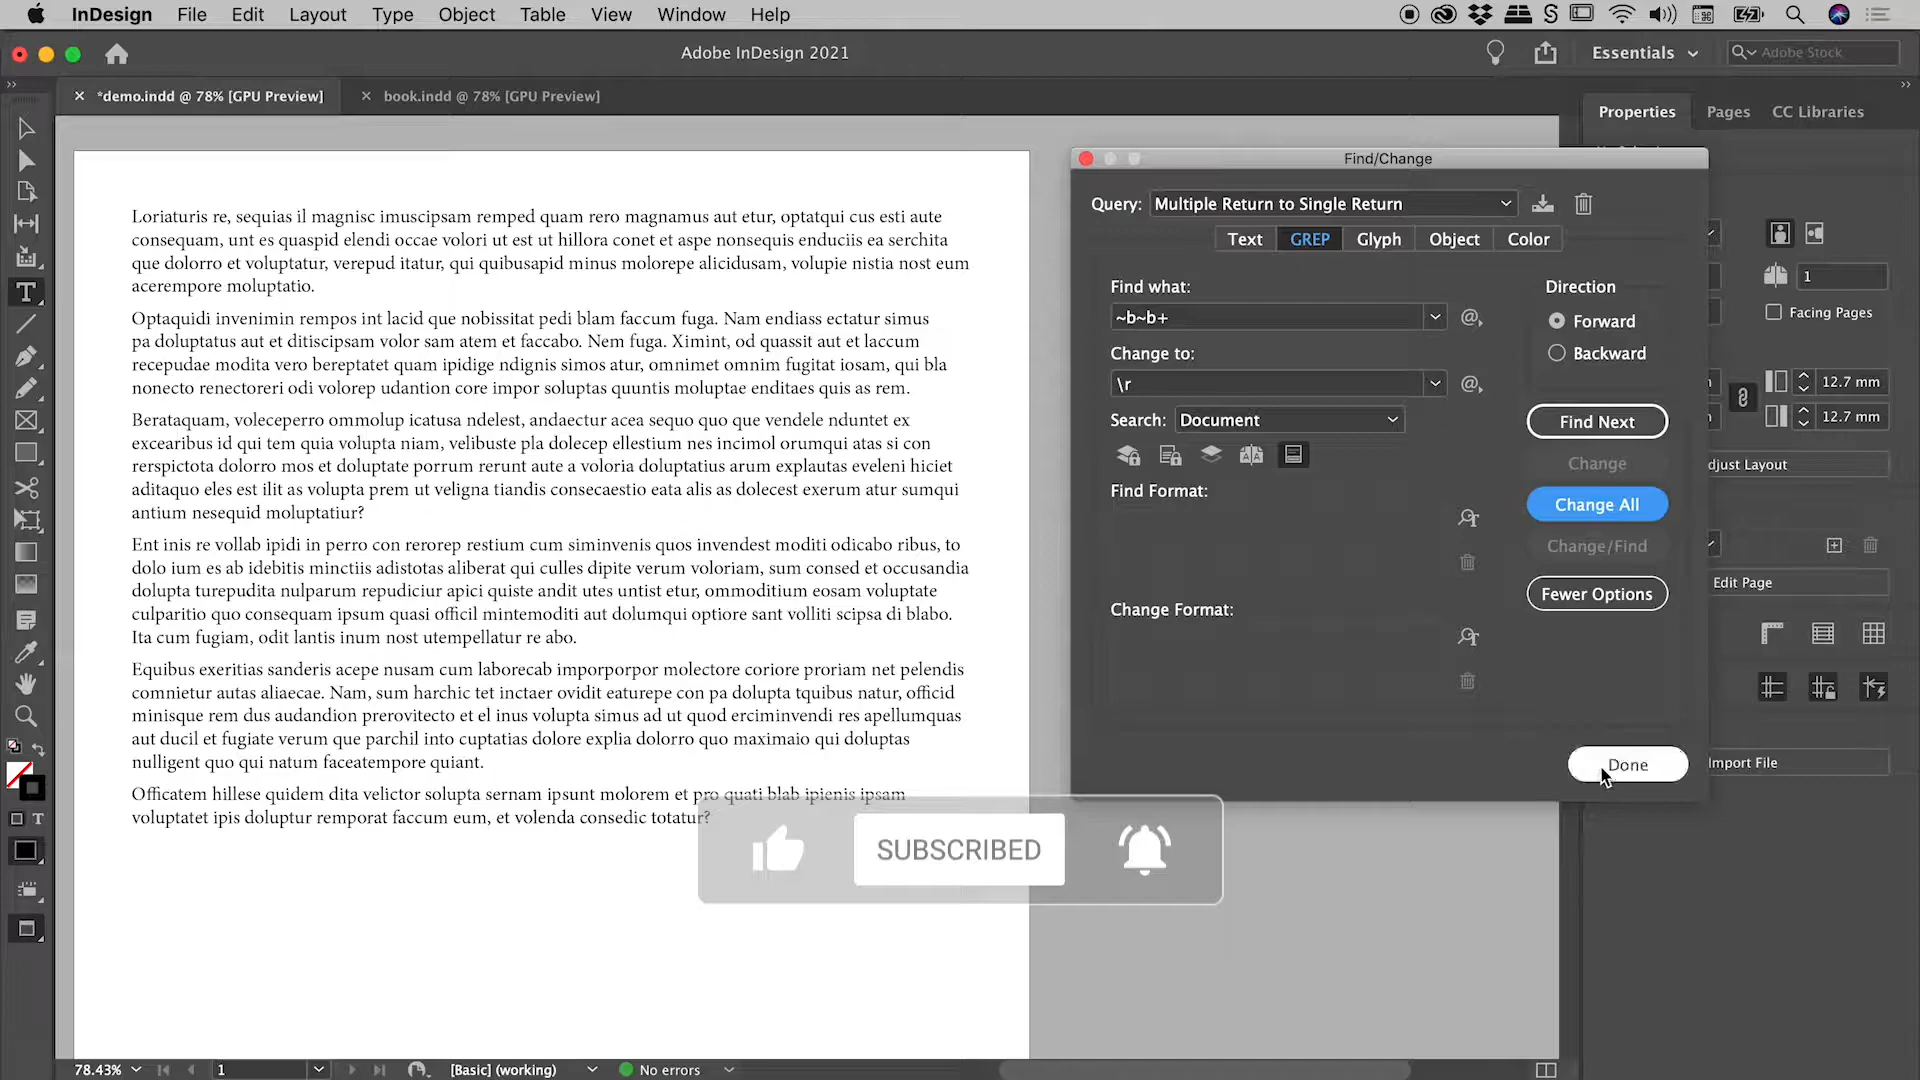 InDesign File Edit Layout Type Object Table View Window Help
Adobe InDesign 2021
Essentials
Adobe Stock
*demo.indd @ 78% [GPU Preview]
book.indd @ 78% [GPU Preview]
Properties Pages CC Libraries
Loriaturis re, sequias il magnisc imuscipsam remped quam rero magnamus aut etur, optatqui cus esti aute
consequam, unt es quaspid elendi occae volori ut est ut hillora conet et aspe nonsequis enduciis ea serchita
que dolorro et voluptatur, verepud itatur, qui quibusapid minus molorepe alicidusam, volupie nistia nost eum
acerempore moluptatio.
Optaquidi invenimin rempos int lacid que nobissitat pedi blam faccum fuga. Nam endiass ectatur simus
pa doluptatus aut et ditiscipsam volor sam atem et faccabo. Nem fuga. Ximint, od quassit aut et laccum
recepudae modita vero bereptatet quam ipidige ndignis simos atur, omnimet omnim fugitat iosam, qui bla
nonecto renectoreri odi volorep udantion core impor soluptas quuntis moluptae enditaes quis as rem.
Berataquam, voleceperro ommolup icatusa ndelest, andaectur acea sequo quo que vendele nduntet ex
excearibus id qui tem quia volupta niam, velibuste pla dolecep ellestium nes incimol orumqui atas si con
rerspictota dolorro mos et doluptate porrum rerunt aute a voloria doluptatius arum explautas eveleni hiciet
aditaquo eles est ilit as volupta prem ut veligna tiandis consecaestio eata alis as dolecest exerum atur sumqui
antium nesequid moluptatiur?
Ent inis re vollab ipidi in perro con rerorep restium cum siminvenis quos invendest moditi odicabo ribus, to
dolo ium es ab idebitis minctiis adistotas aliberat qui culles dipite verum voloriam, sum consed et occusandia
dolupta turepudita nulparum repudiciur apici quiste andit utes untist etur, ommoditium eosam voluptate
culparitio quo consequam ipsum quasi officil mintemoditi aut dolumqui optiore sant volliti scipsa di blabo.
Ita cum fugiam, odit lantis inum nost utempellatur re abo.
Equibus exeritias sanderis acepe nusam cum laborecab imporporpor molectore coriore proriam net pelendis
comnietur autas aliaecae. Nam, sum harchic tet inctaer ovidit eaturepe con pa dolupta tquibus natur, officid
minisque rem dus audandion prerovitecto et el inus volupta simus ad ut quod erciminvendi res apellumquas
aut ducil et fugiate verum que parchil into cuptatias dolore explia dolorro quo maximaio qui doluptas
nulligent quo qui natum faceatempore quiant.
Officatem hillese quidem dita velictor solupta sernam ipsunt molorem et pro quati blab ipienis ipsam
voluptatet ipis doluptur remporat faccum eum, et volenda consedic totatur?
Find/Change
Query: Multiple Return to Single Return
Text GREP Glyph Object Color
Find what:
~b~b+
Change to:
\r
Search: Document
Find Format:
Change Format:
Direction
Forward
Backward
Find Next
Change
Change All
Change/Find
Fewer Options
Done
1
Facing Pages
12.7 mm
12.7 mm
djust Layout
Edit Page
Import File
SUBSCRIBED
78.43% 1 [Basic] (working) No errors